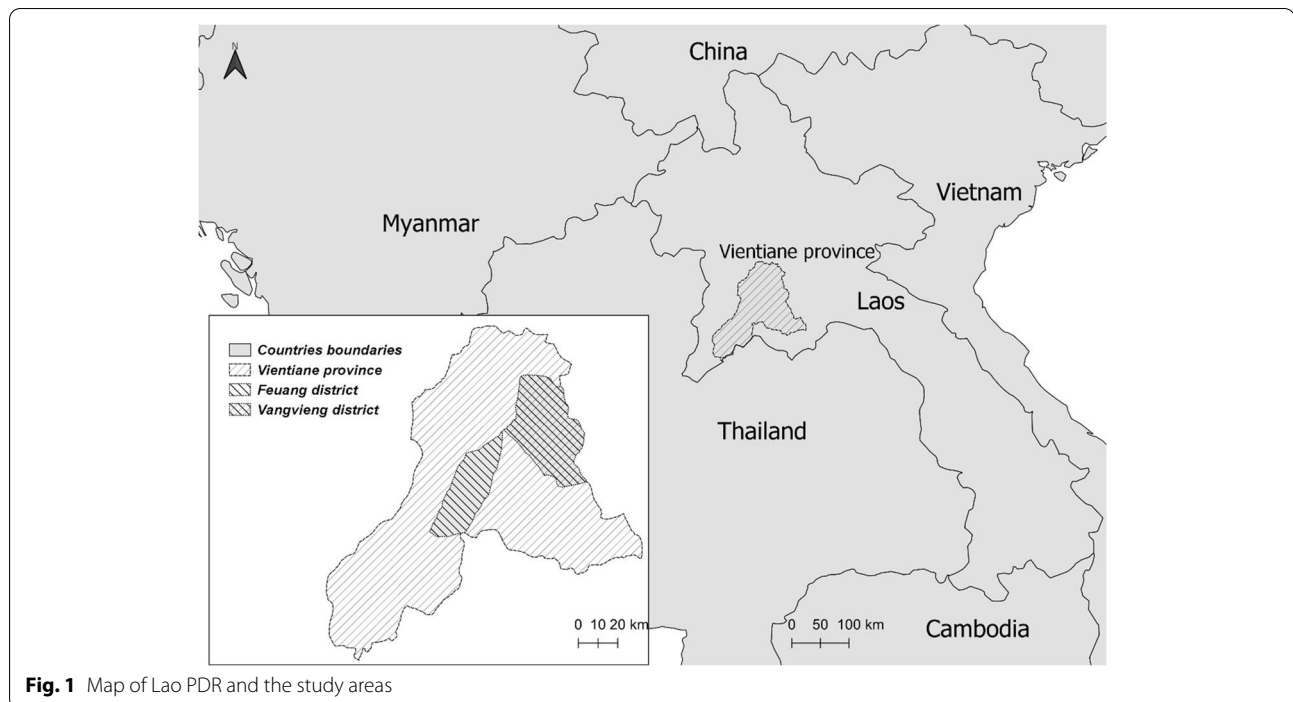 N
China
Vietnam
Myanmar
Vientiane province
Laos
Countries boundaries
Vientiane province
Feuang district
Vangvieng district
Thailand
0 10 20 km
0 50 100 km
Cambodia
Fig. 1 Map of Lao PDR and the study areas